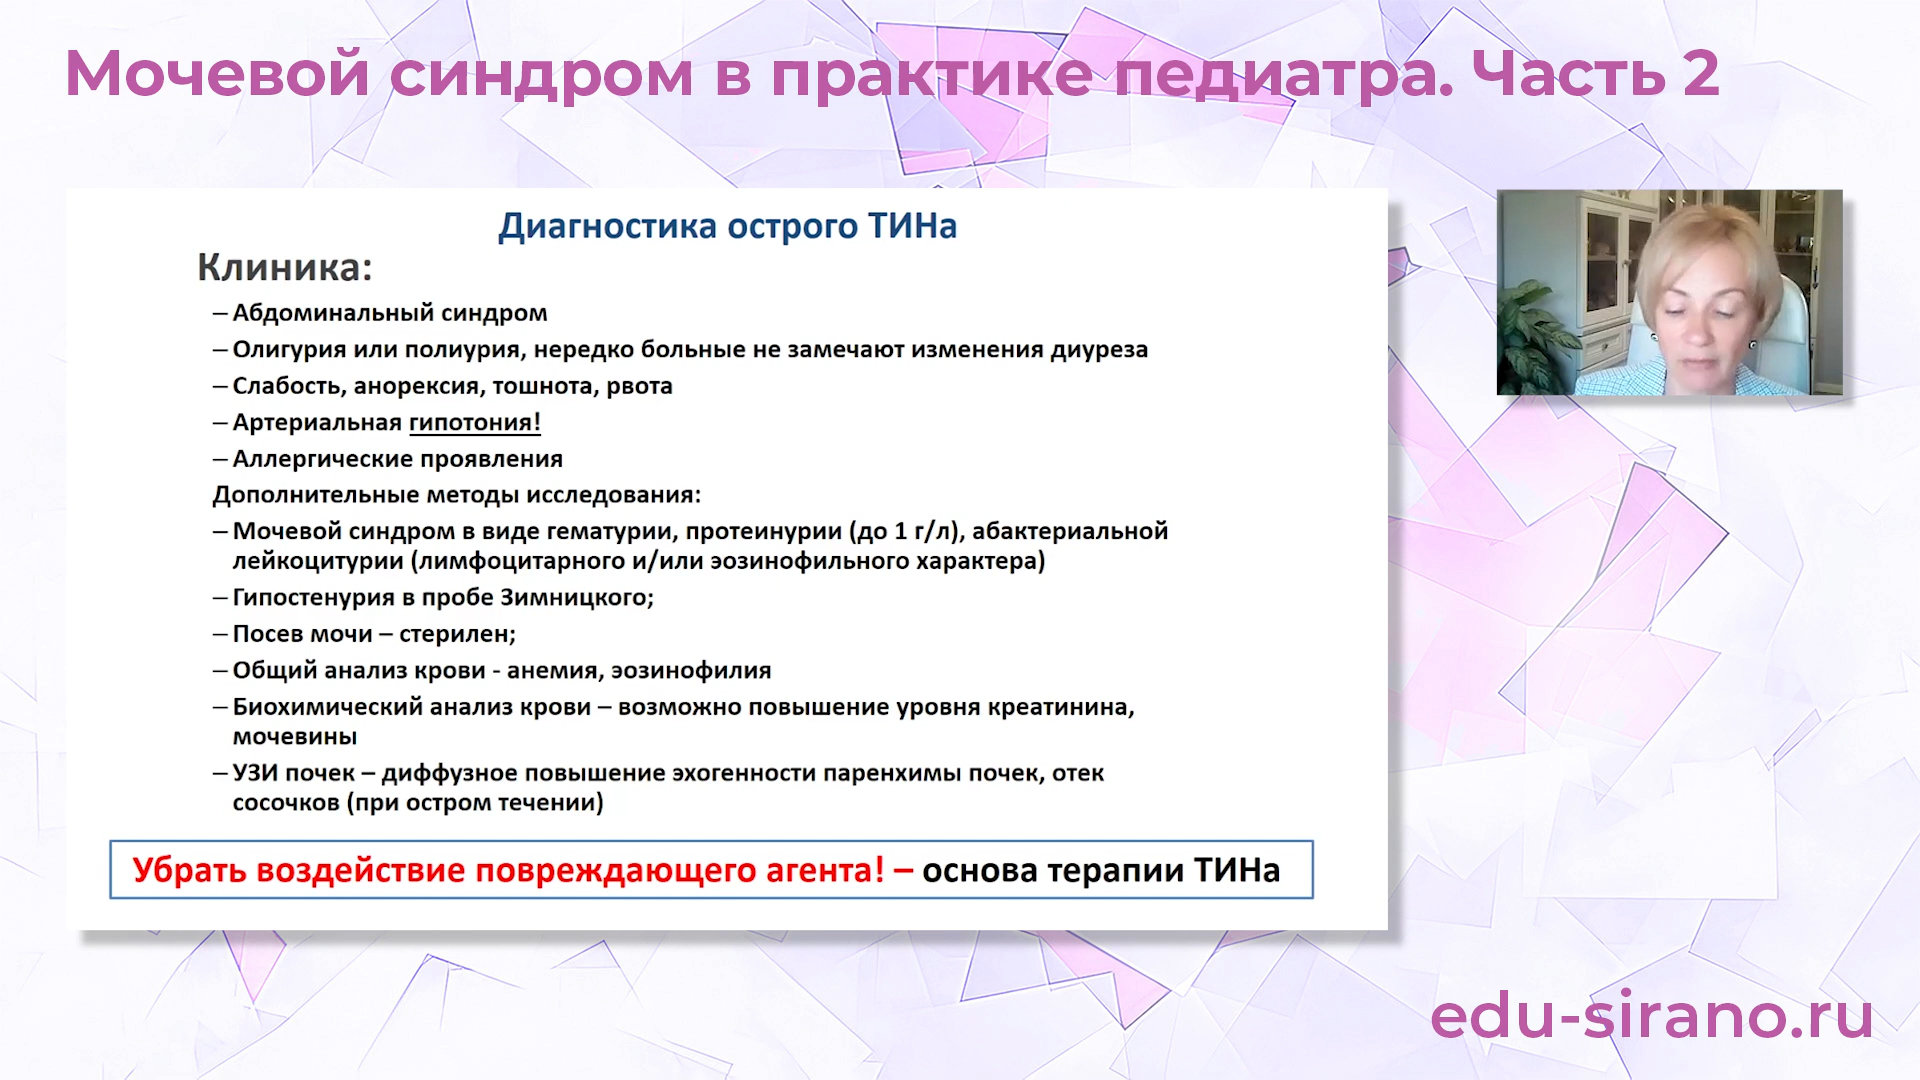 Мочевой синдром в практике педиатра. Часть 2
Диагностика острого ТИНа
Клиника:
– Абдоминальный синдром
– Олигурия или полиурия, нередко больные не замечают изменения диуреза
– Слабость, анорексия, тошнота, рвота
– Артериальная гипотония!
– Аллергические проявления
Дополнительные методы исследования:
– Мочевой синдром в виде гематурии, протеинурии (до 1 г/л), абактериальной
лейкоцитурии (лимфоцитарного и/или эозинофильного характера)
– Гипостенурия в пробе Зимницкого;
– Посев мочи – стерилен;
– Общий анализ крови - анемия, эозинофилия
– Биохимический анализ крови – возможно повышение уровня креатинина,
мочевины
– УЗИ почек – диффузное повышение эхогенности паренхимы почек, отек
сосочков (при остром течении)
Убрать воздействие повреждающего агента! – основа терапии ТИНа
edu-sirano.ru